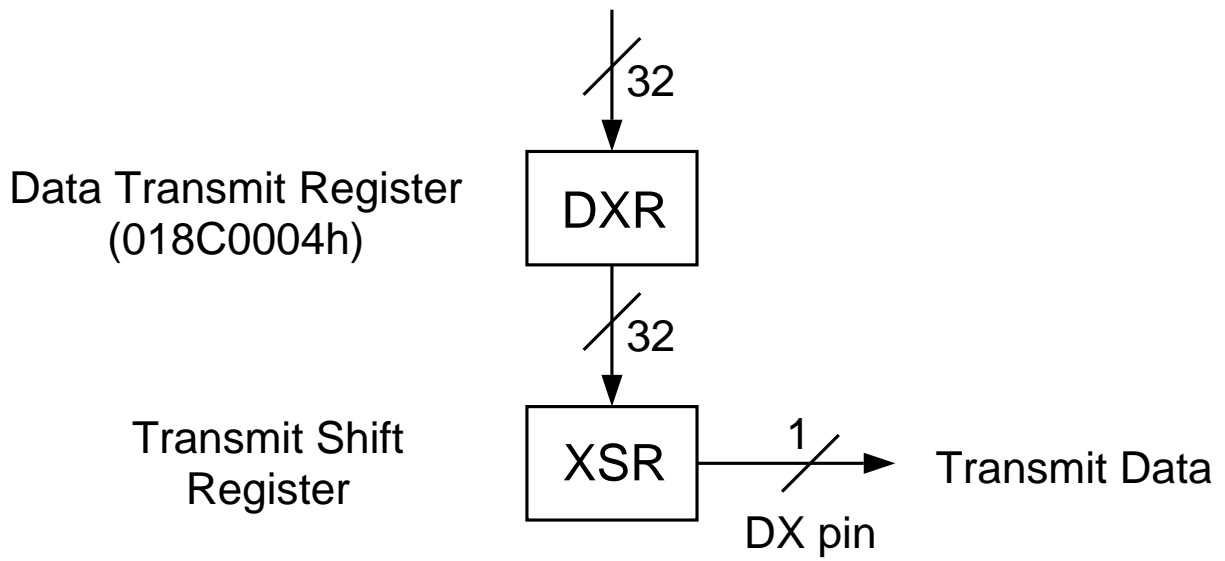 32
Data Transmit Register
(018C0004h)
DXR
32
Transmit Shift
Register
XSR
1
Transmit Data
DX pin